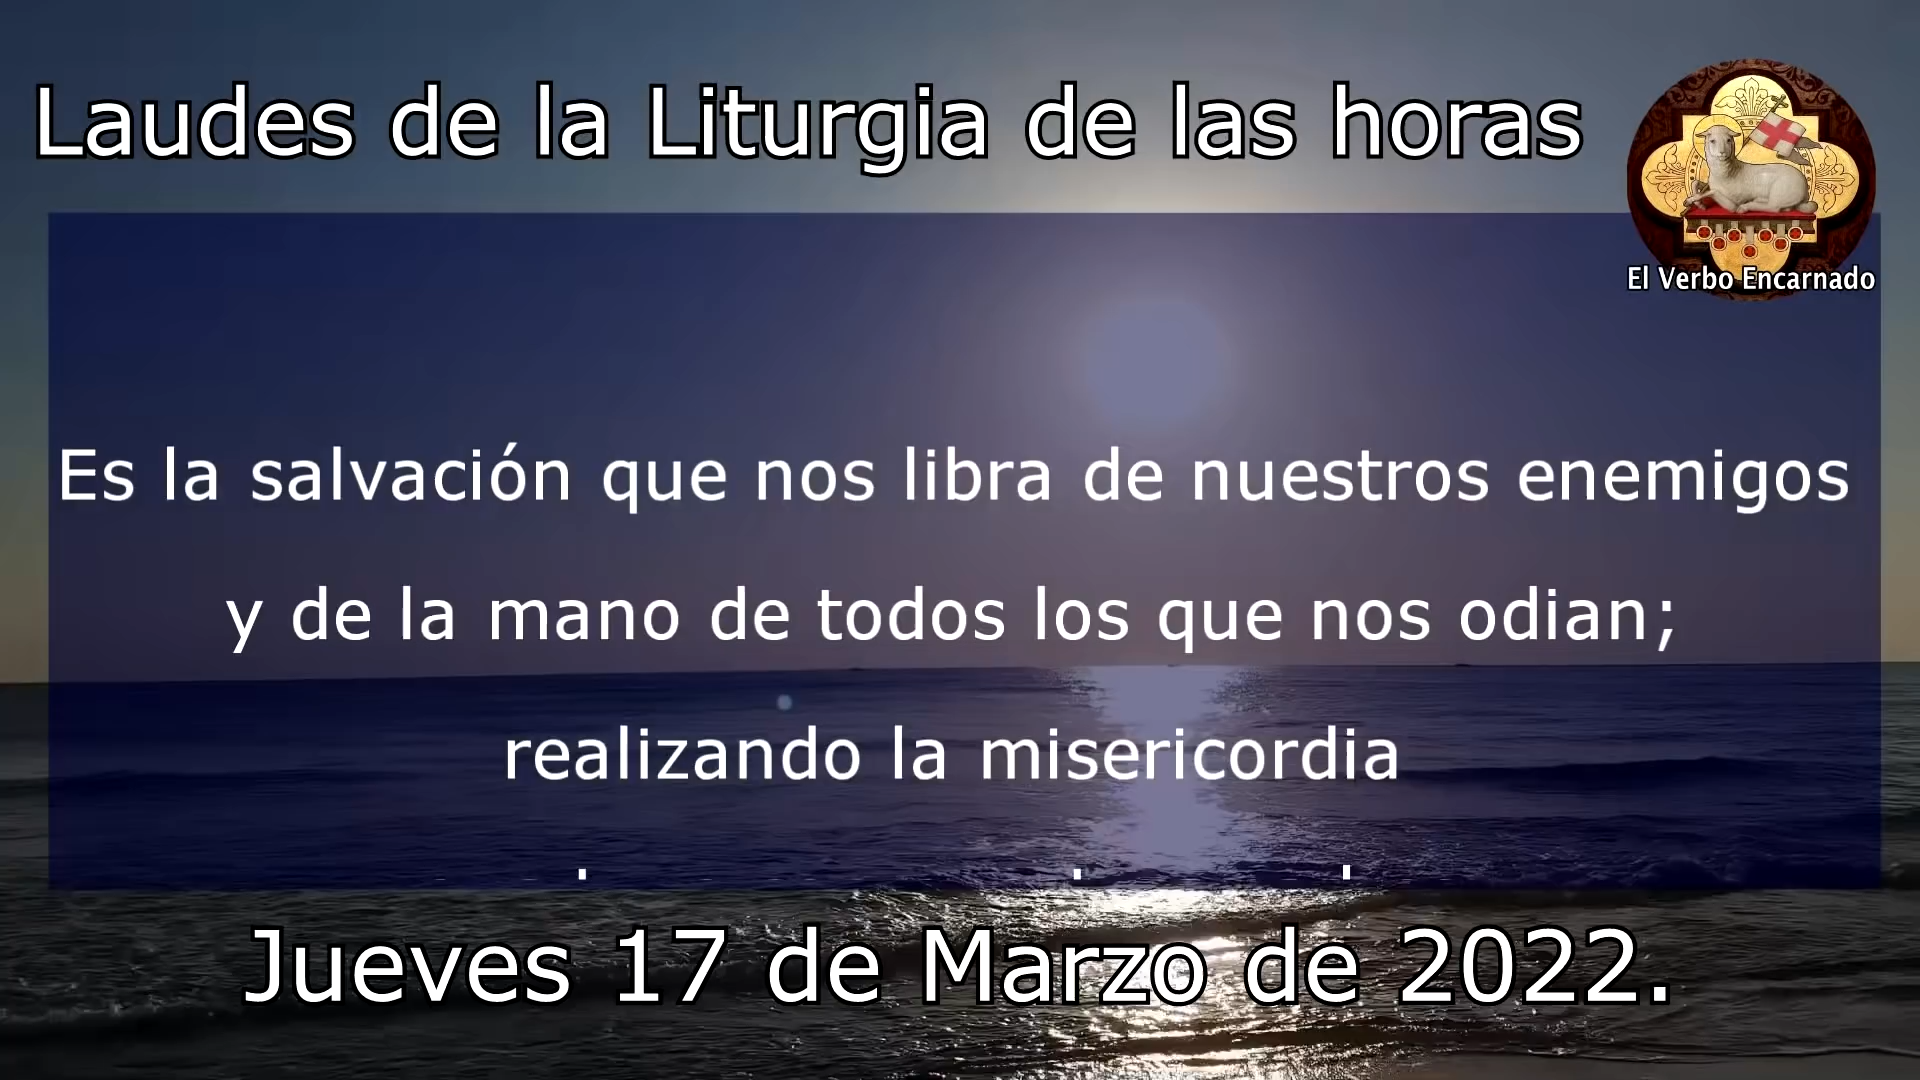 Laudes de la Liturgia de las horas
El Verbo Encarnado
Es la salvación que nos libra de nuestros enemigos
y de la mano de todos los que nos odian;
realizando la misericordia
Jueves 17 de Marzo de 2022.